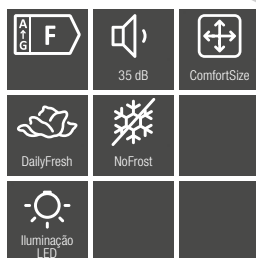 A
↑
G
F
35 dB
ComfortSize
DailyFresh
NoFrost
Iluminação
LED